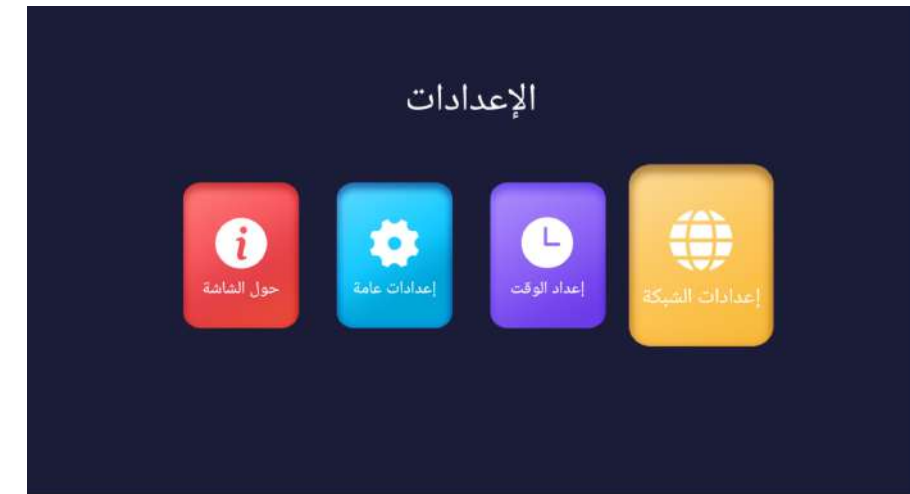 الإعدادات
إعدادات الشبكة
إعداد الوقت
إعدادات عامة
حول الشاشة